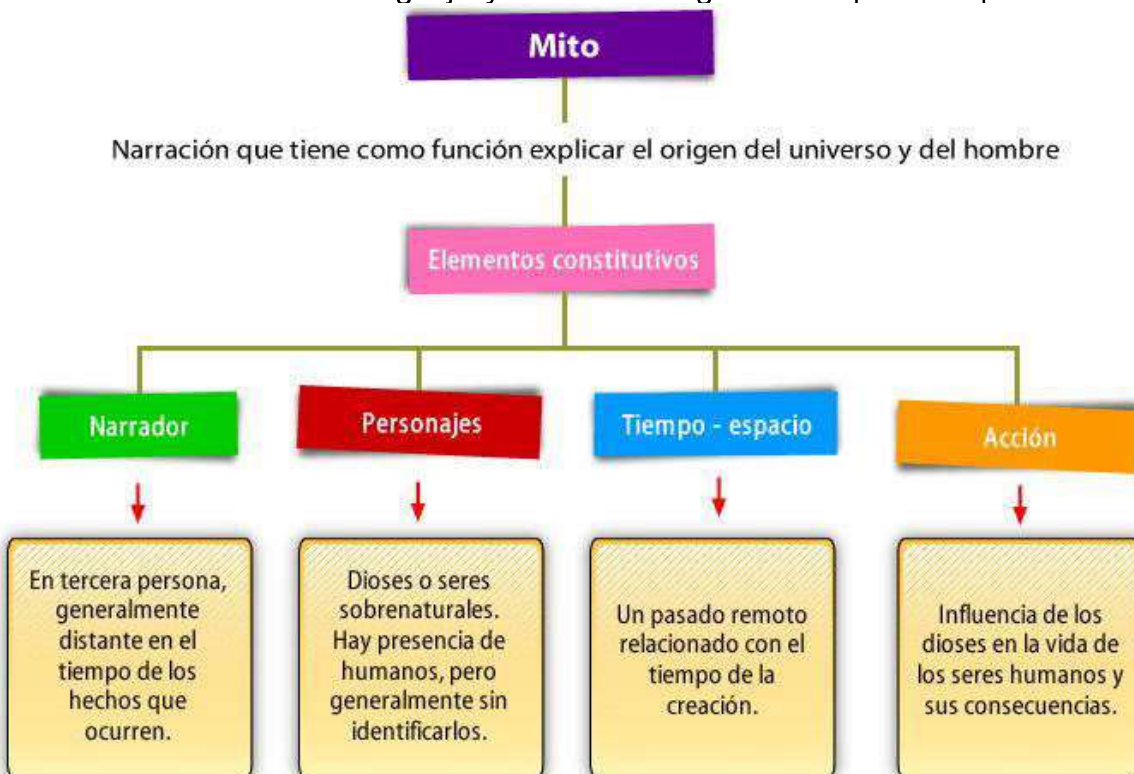 Mito
Narración que tiene como función explicar el origen del universo y del hombre
Elementos constitutivos
Narrador
Personajes
Tiempo - espacio
Acción
En tercera persona,
generalmente
distante en el
tiempo de los
hechos que
ocurren.
Dioses o seres
sobrenaturales.
Hay presencia de
humanos, pero
generalmente sin
identificarlos.
Un pasado remoto
relacionado con el
tiempo de la
creación.
Influencia de los
dioses en la vida de
los seres humanos y
sus consecuencias.